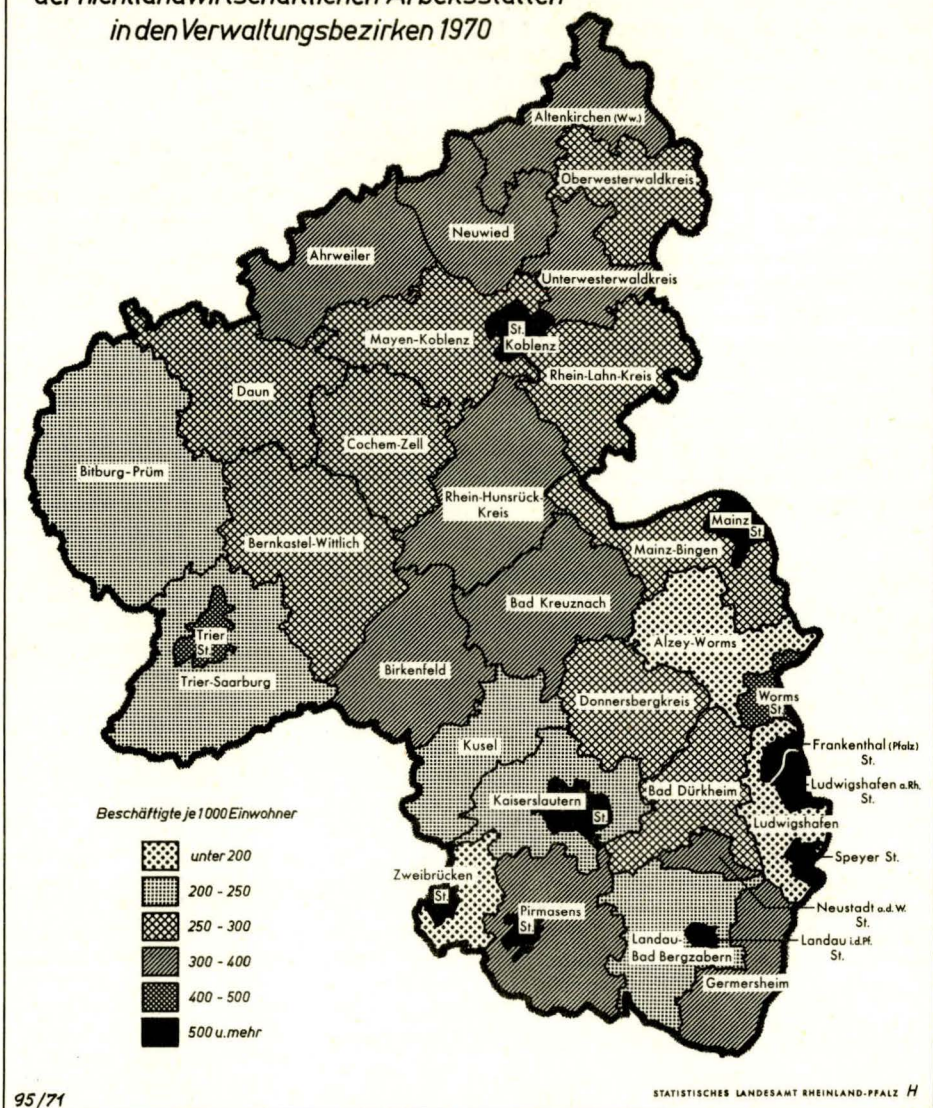 der nichtlandwirtschaftlichen Arbeitsstätten
in den Verwaltungsbezirken 1970
Altenkirchen (Ww.)
Oberwesterwaldkreis
Neuwied
Ahrweiler
Unterwesterwaldkreis
Mayen-Koblenz
St.
Koblenz
Rhein-Lahn-Kreis
Daun
Cochem-Zell
Bitburg-Prüm
Rhein-Hunsrück-
Kreis
Mainz
St.
Bernkastel-Wittlich
Mainz-Bingen
Bad Kreuznach
Trier
St.
Alzey-Worms
Trier-Saarburg
Birkenfeld
Donnersbergkreis
Worms
St.
Kusel
Frankenthal (Pfalz)
St.
Kaiserslautern
St.
Bad Dürkheim
Ludwigshafen a.Rh.
St.
Ludwigshafen
Speyer St.
Zweibrücken
St.
Pirmasens
St.
Neustadt a.d.W.
St.
Landau-
Bad Bergzabern
Landau i.d.Pf.
St.
Germersheim
Beschäftigte je 1000 Einwohner
unter 200
200 - 250
250 - 300
300 - 400
400 - 500
500 u. mehr
95/71
STATISTISCHES LANDESAMT RHEINLAND-PFALZ H